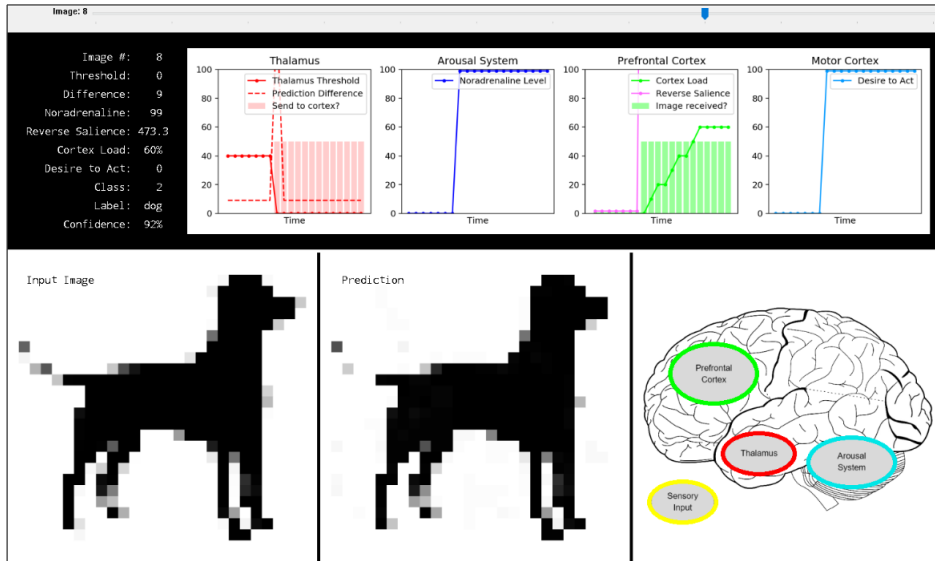 Image: 8
Image #: 8
Threshold: 0
Difference: 9
Noradrenaline: 99
Reverse Salience: 473.3
Cortex Load: 60%
Desire to Act: 0
Class: 2
Label: dog
Confidence: 92%
Thalamus
100
80
60
40
20
0
Thalamus Threshold
Prediction Difference
Send to cortex?
Time
Arousal System
100
80
60
40
20
0
Noradrenaline Level
Time
Prefrontal Cortex
100
80
60
40
20
0
Cortex Load
Reverse Salience
Image received?
Time
Motor Cortex
100
80
60
40
20
0
Desire to Act
Time
Input Image
Prediction
Prefrontal
Cortex
Thalamus
Arousal
System
Sensory
Input